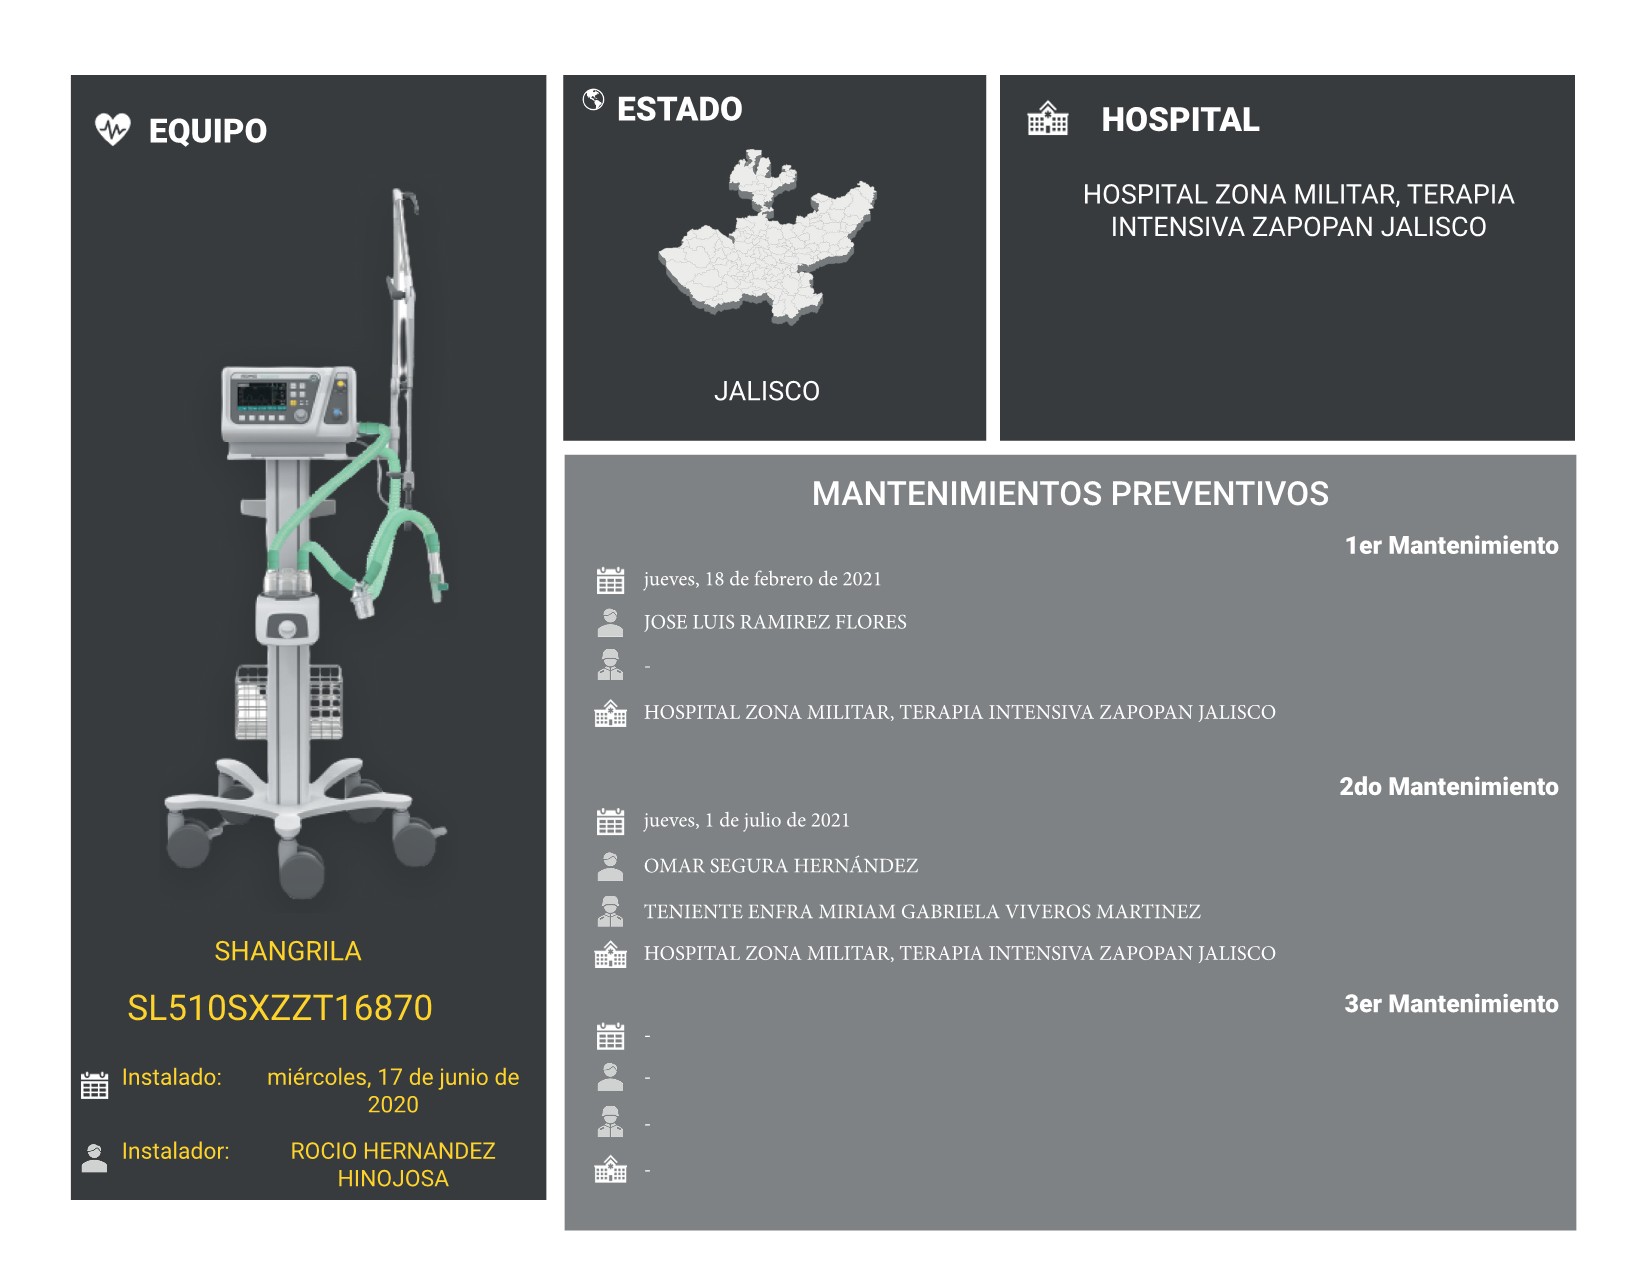 EQUIPO
SHANGRILA
SL510SXZZT16870
Instalado: miércoles, 17 de junio de
2020
Instalador: ROCIO HERNANDEZ
HINOJOSA
ESTADO
JALISCO
HOSPITAL
HOSPITAL ZONA MILITAR, TERAPIA
INTENSIVA ZAPOPAN JALISCO
MANTENIMIENTOS PREVENTIVOS
1er Mantenimiento
jueves, 18 de febrero de 2021
JOSE LUIS RAMIREZ FLORES
-
HOSPITAL ZONA MILITAR, TERAPIA INTENSIVA ZAPOPAN JALISCO
2do Mantenimiento
jueves, 1 de julio de 2021
OMAR SEGURA HERNÁNDEZ
TENIENTE ENFRA MIRIAM GABRIELA VIVEROS MARTINEZ
HOSPITAL ZONA MILITAR, TERAPIA INTENSIVA ZAPOPAN JALISCO
3er Mantenimiento
-
-
-
-